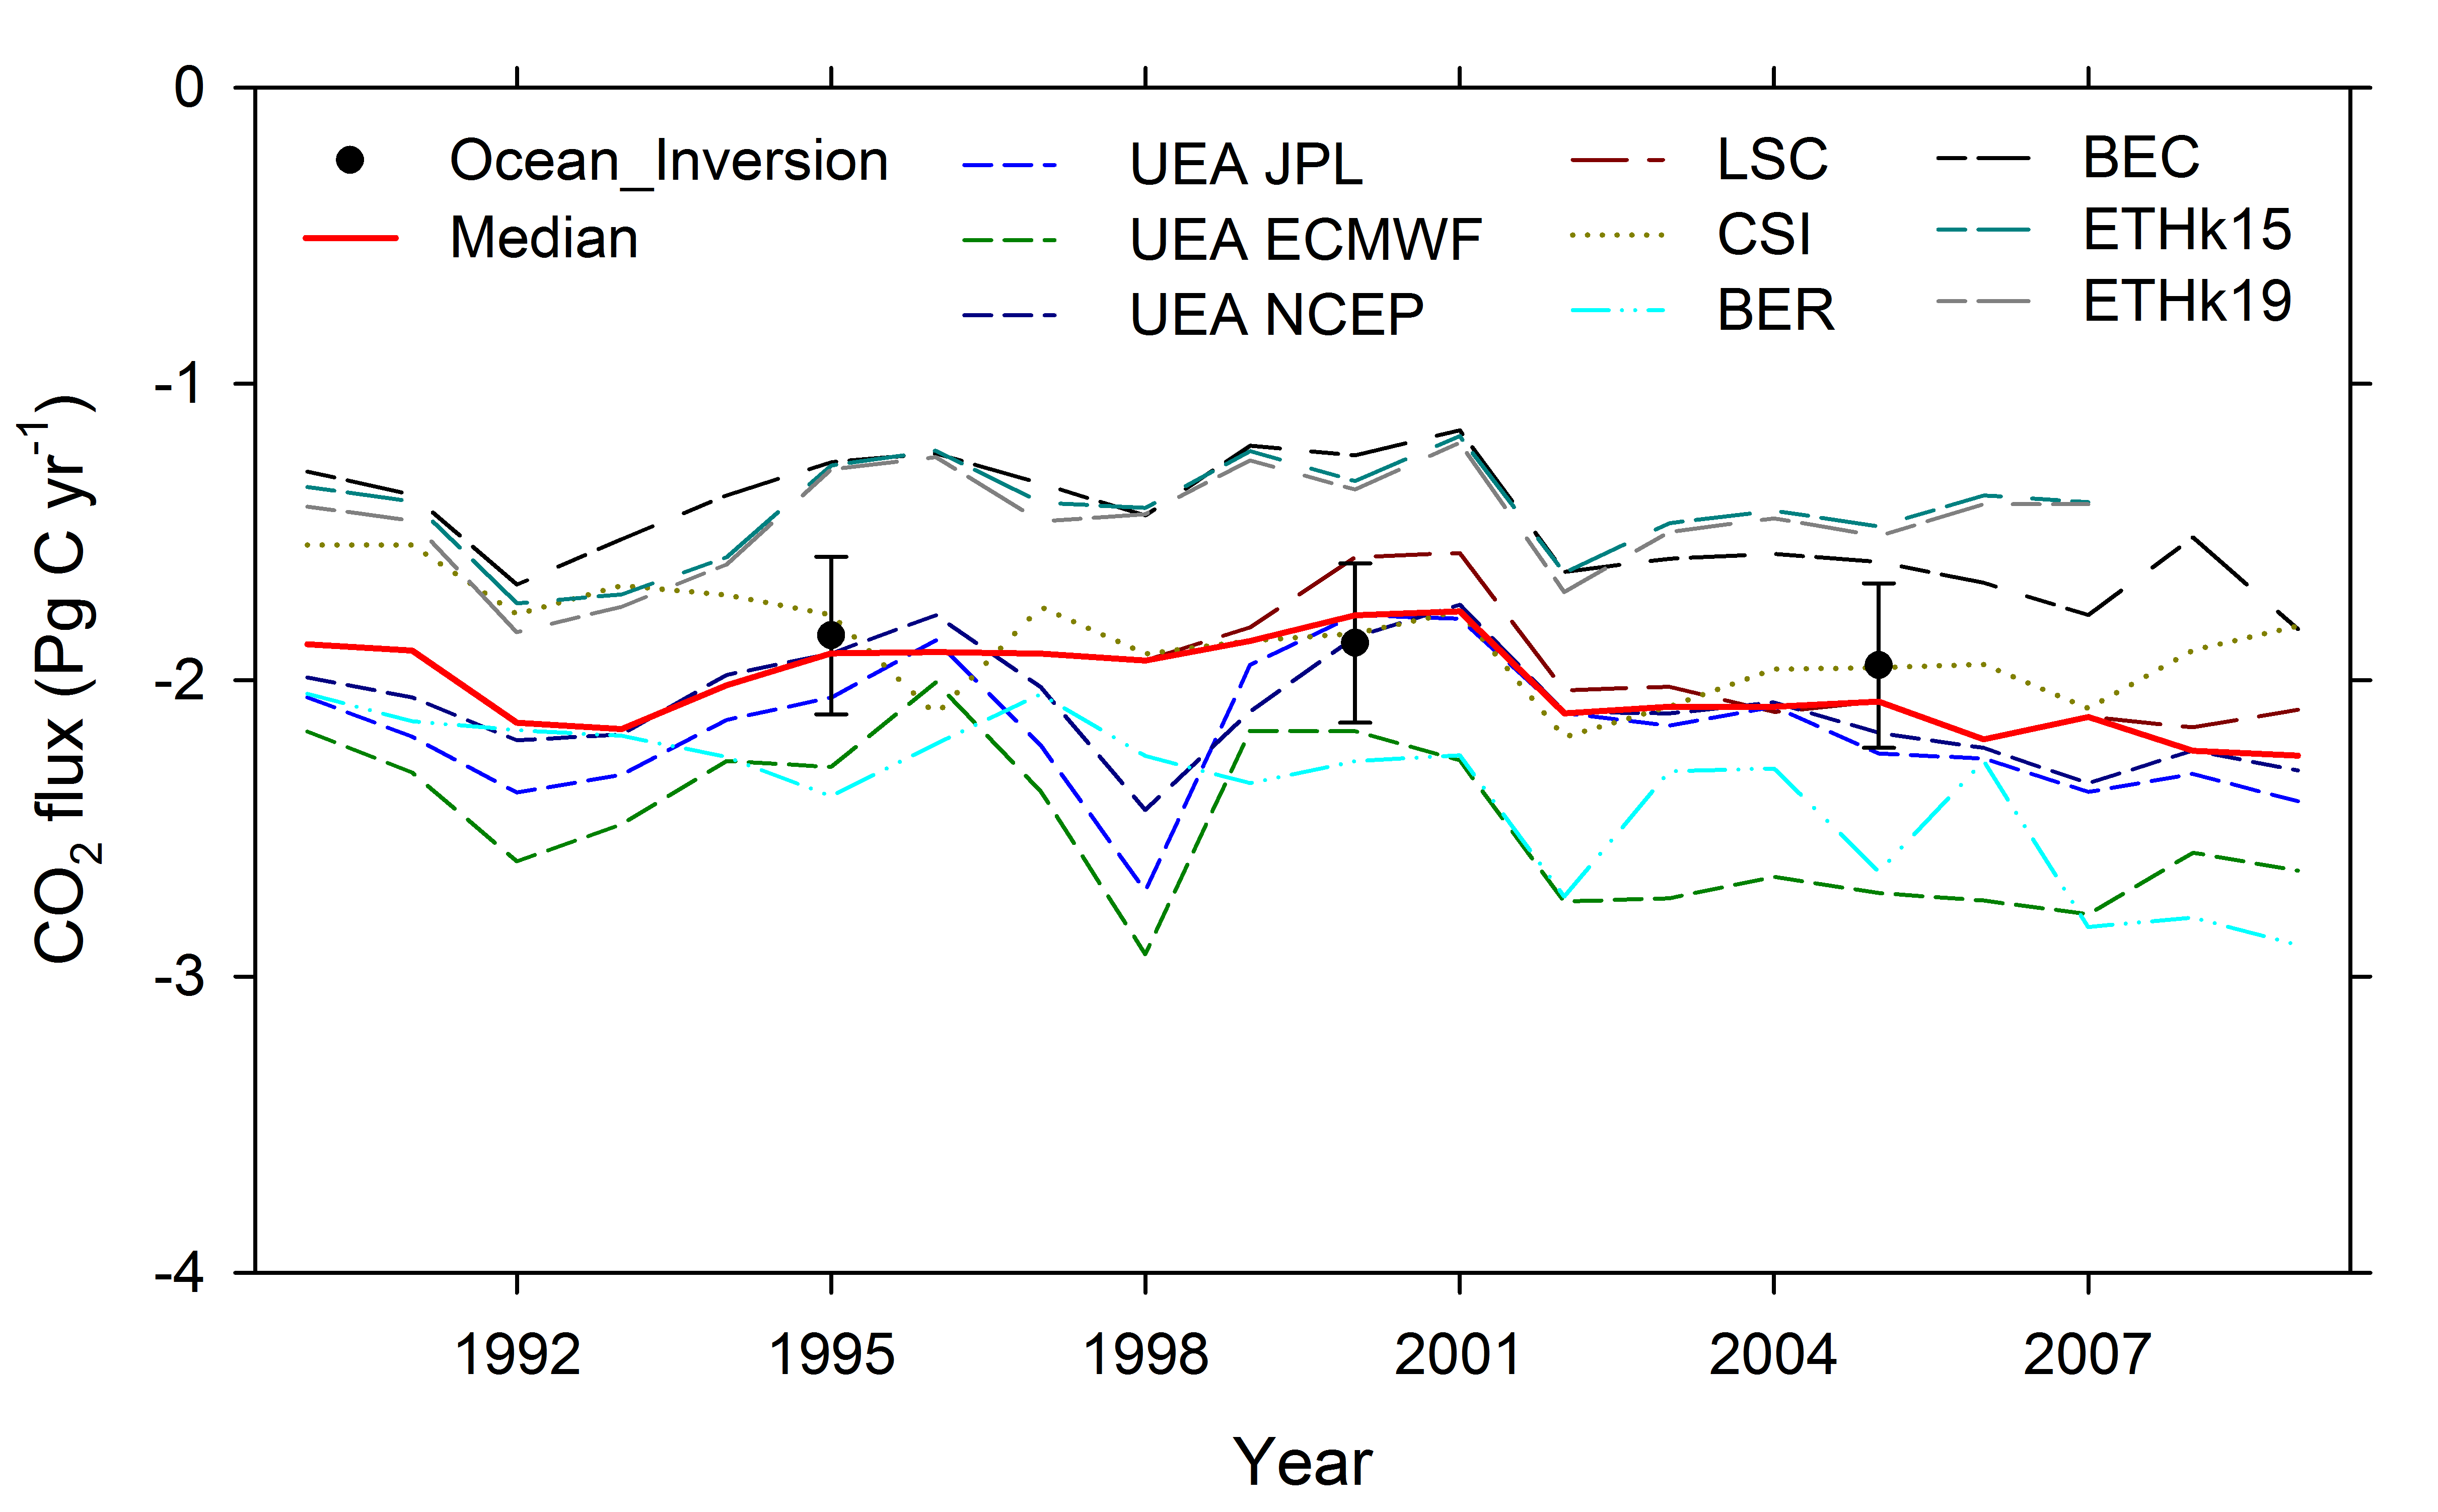 0
-1
-2
-3
-4
CO2 flux (Pg C yr-1)
Ocean_Inversion
Median
UEA JPL
UEA ECMWF
UEA NCEP
LSC
CSI
BER
BEC
ETHk15
ETHk19
1992 1995 1998 2001 2004 2007
Year